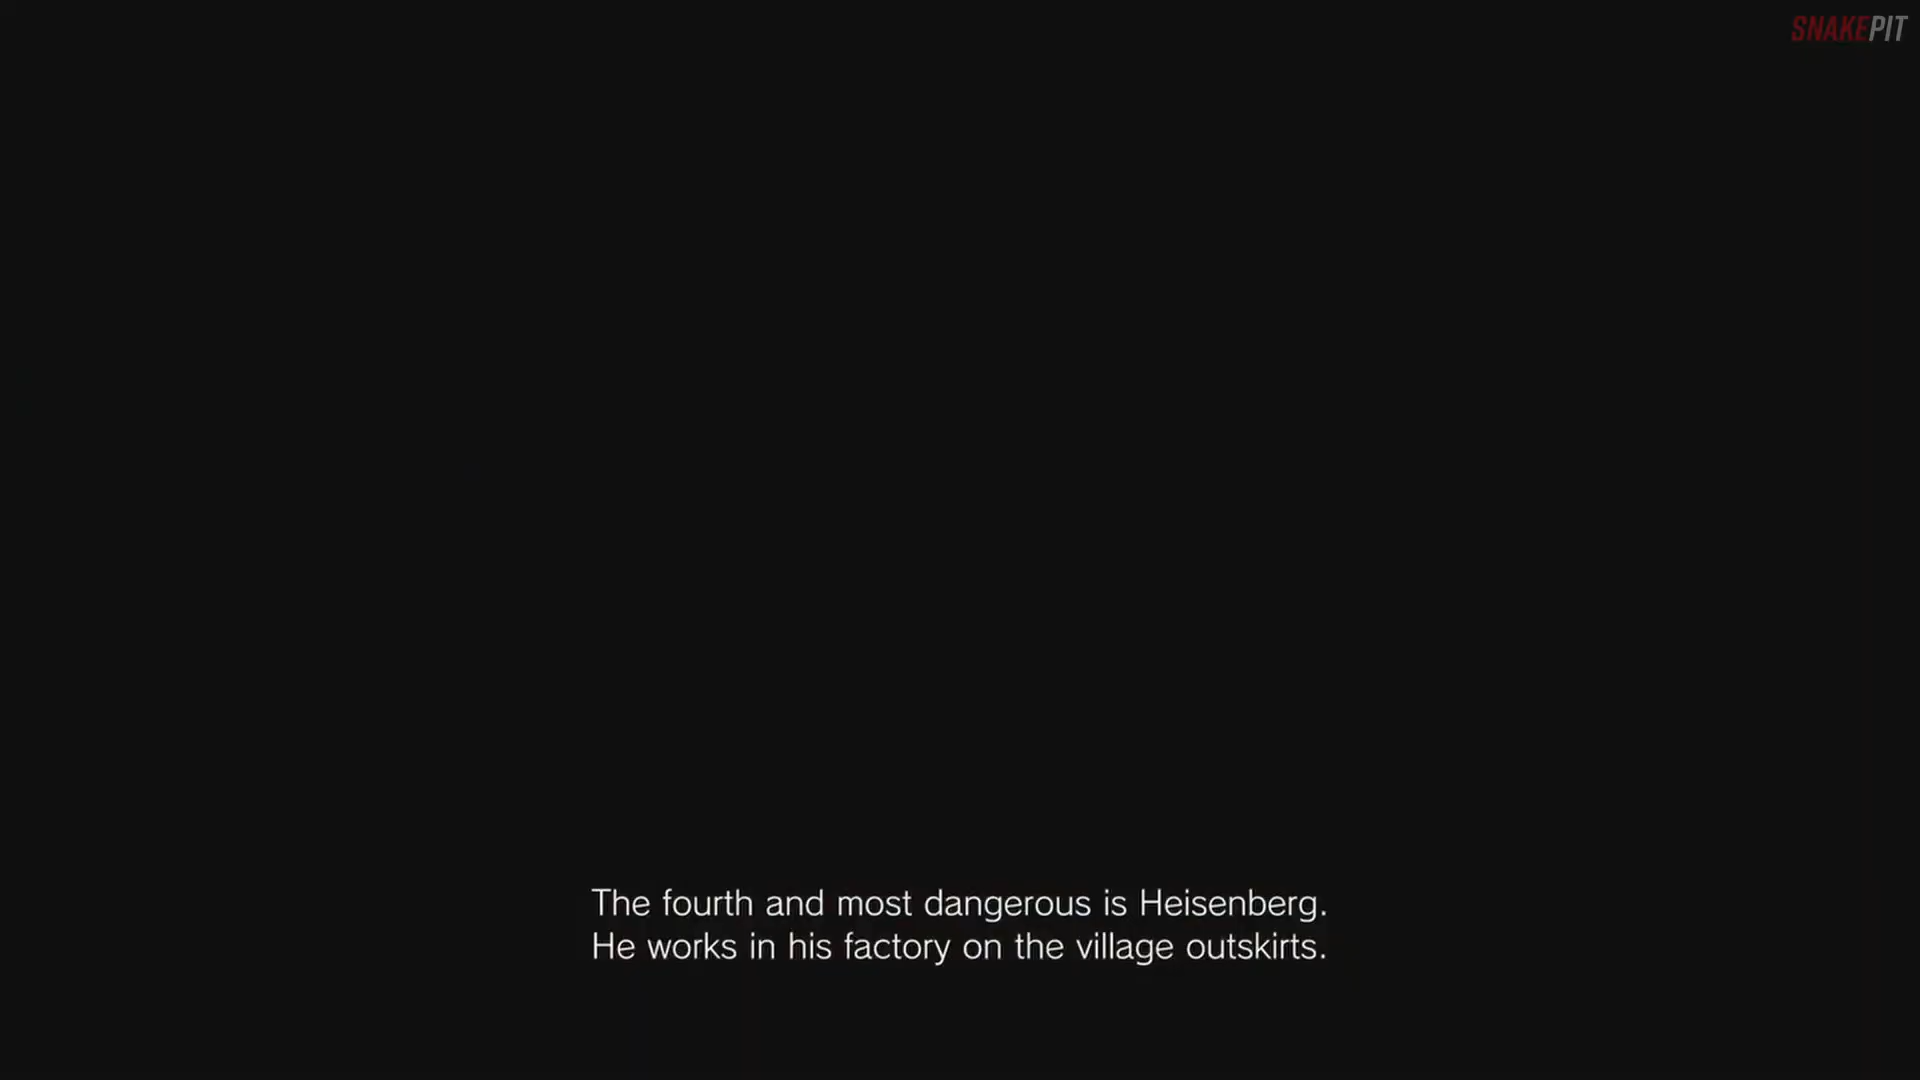 SNAKEPIT
The fourth and most dangerous is Heisenberg.
He works in his factory on the village outskirts.